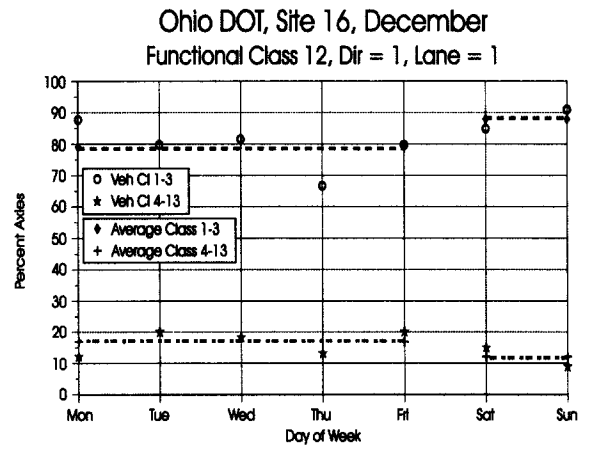 Ohio DOT, Site 16, December
Functional Class 12, Dir = 1, Lane = 1
100
90
80
70
60
50
40
30
20
10
0
Percent Axles
Veh Cl 1-3
Veh Cl 4-13
Average Class 1-3
Average Class 4-13
Mon Tue Wed Thu Fri Sat Sun
Day of Week